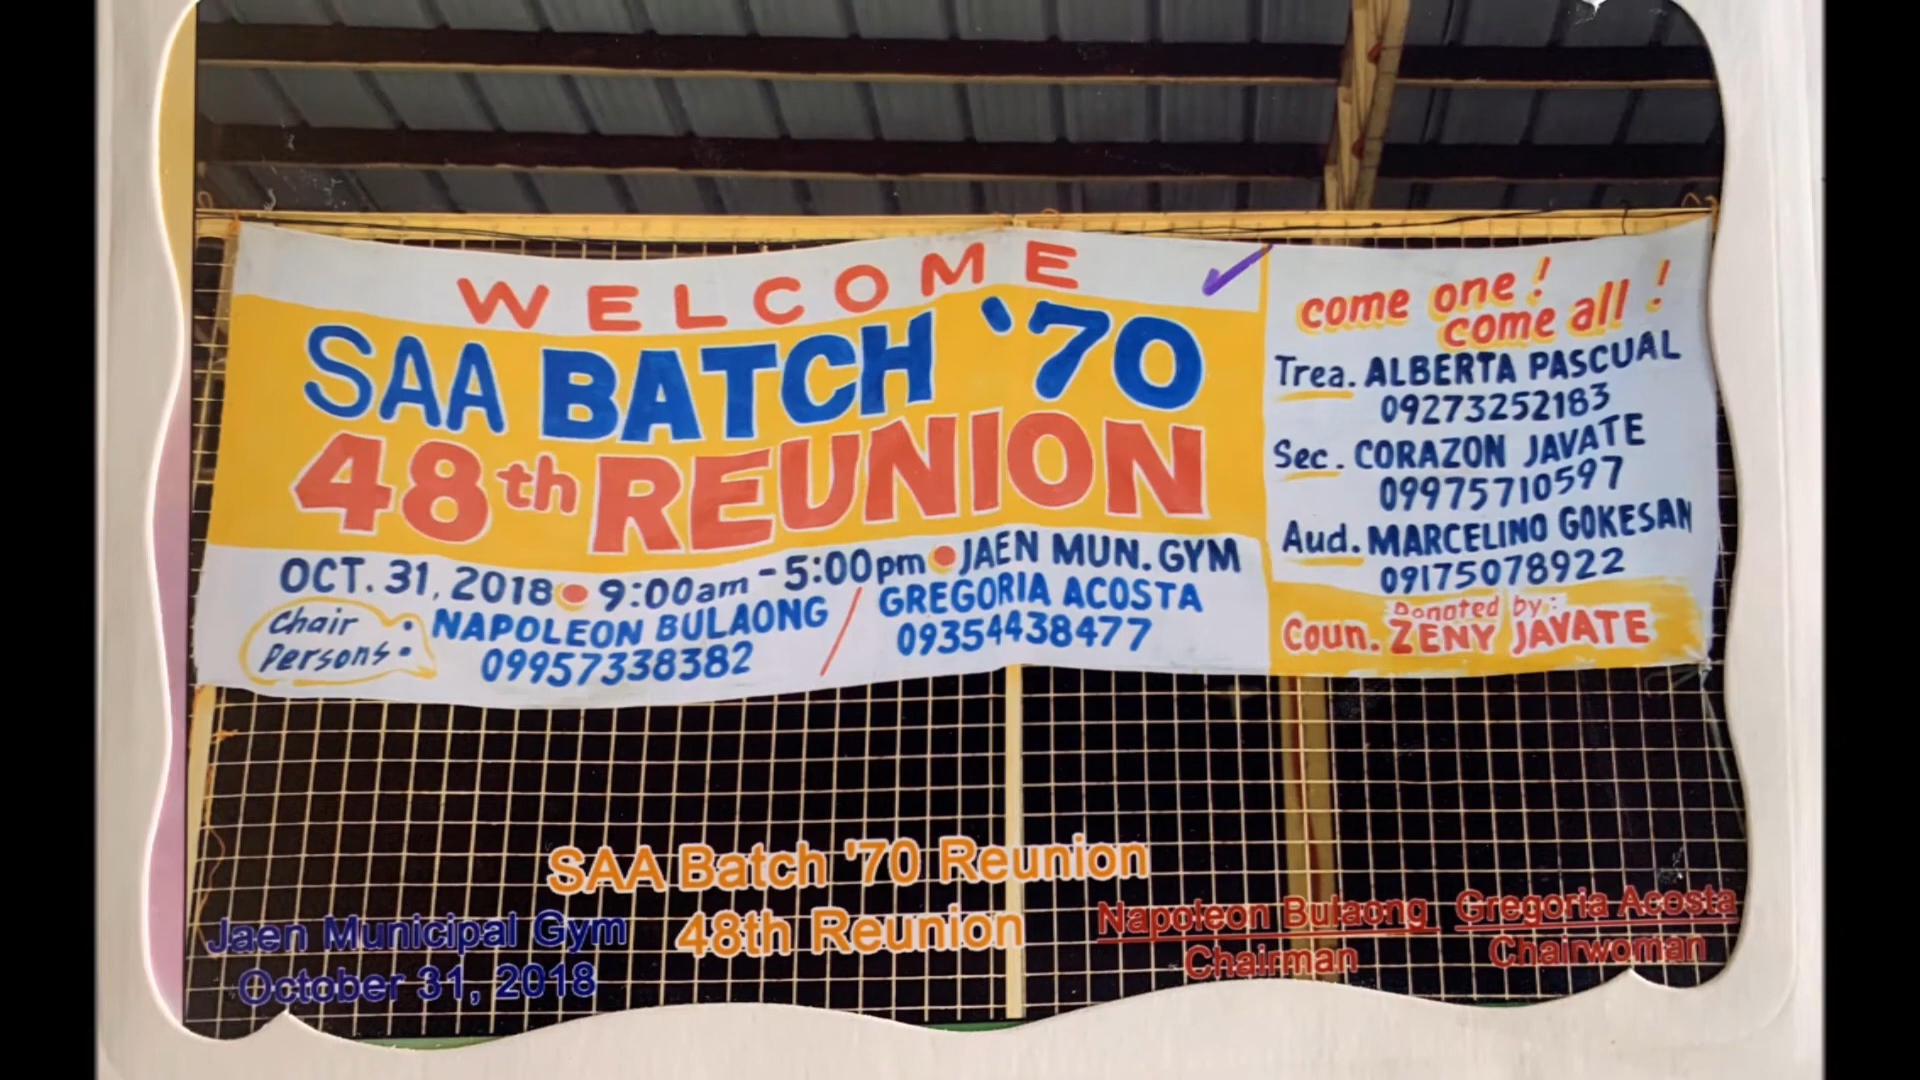 WELCOME
SAA BATCH '70
48th REUNION
OCT. 31, 2018 • 9:00am - 5:00pm • JAEN MUN. GYM
Chair Persons: NAPOLEON BULAONG / GREGORIA ACOSTA
09957338382 09354438477
come one!
come all!
Trea. ALBERTA PASCUAL
09273252183
Sec. CORAZON JAVATE
09975710597
Aud. MARCELINO GOKESAN
09175078922
Donated by:
Coun. ZENY JAVATE
SAA Batch '70 Reunion
48th Reunion
Jaen Municipal Gym
October 31, 2018
Napoleon Bulaong
Chairman
Gregoria Acosta
Chairwoman